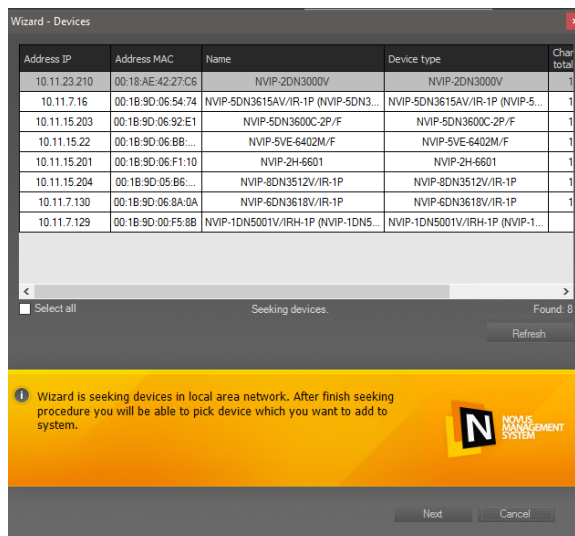 Wizard - Devices
Address IP Address MAC Name Device type Char total
10.11.23.210 00:18:AE:42:27:C6 NVIP-2DN3000V NVIP-2DN3000V 1
10.11.7.16 00:1B:9D:06:54:74 NVIP-5DN3615AV/IR-1P (NVIP-5DN3... NVIP-5DN3615AV/IR-1P (NVIP-5... 1
10.11.15.203 00:1B:9D:06:92:E1 NVIP-5DN3600C-2P/F NVIP-5DN3600C-2P/F 1
10.11.15.22 00:1B:9D:06:BB:... NVIP-5VE-6402M/F NVIP-5VE-6402M/F 1
10.11.15.201 00:1B:9D:06:F1:10 NVIP-2H-6601 NVIP-2H-6601 1
10.11.15.204 00:1B:9D:05:B6:... NVIP-8DN3512V/IR-1P NVIP-8DN3512V/IR-1P 1
10.11.7.130 00:1B:9D:06:8A:0A NVIP-6DN3618V/IR-1P NVIP-6DN3618V/IR-1P 1
10.11.7.129 00:1B:9D:00:F5:8B NVIP-1DN5001V/IRH-1P (NVIP-1DN5... NVIP-1DN5001V/IRH-1P (NVIP-1...
Select all Seeking devices. Found: 8
Refresh
Wizard is seeking devices in local area network. After finish seeking
procedure you will be able to pick device which you want to add to
system.
N NOVUS
MANAGEMENT
SYSTEM
Next Cancel